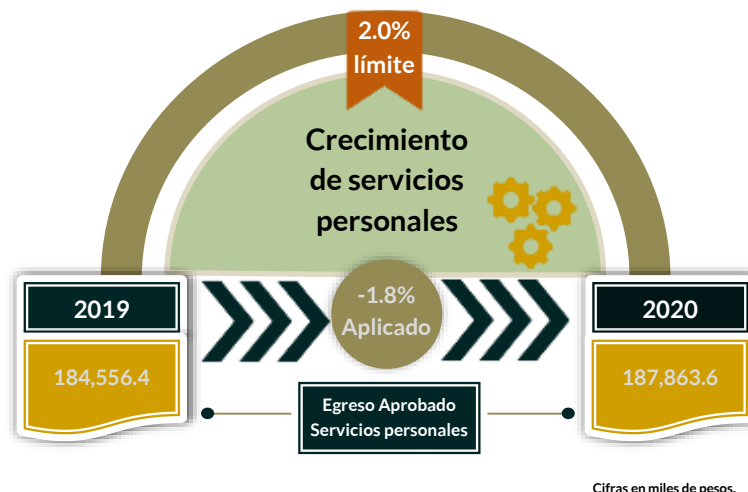 2.0%
límite
Crecimiento
de servicios
personales
2019
-1.8%
Aplicado
2020
184,556.4
187,863.6
Egreso Aprobado
Servicios personales
Cifras en miles de pesos.